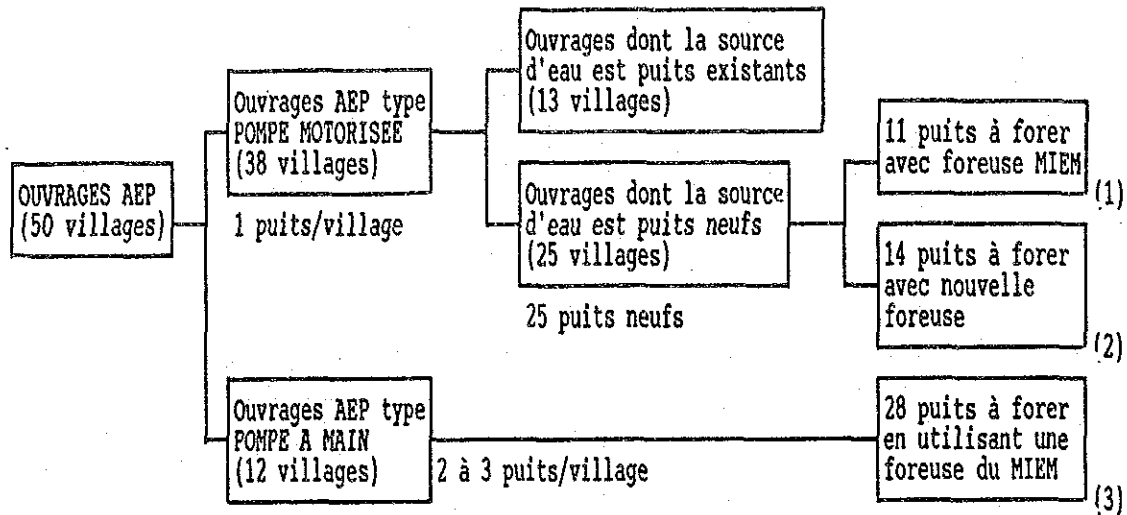 OUVRAGES AEP
(50 villages)
Ouvrages AEP type
POMPE MOTORISEE
(38 villages)
1 puits/village
Ouvrages dont la source
d'eau est puits existants
(13 villages)
Ouvrages dont la source
d'eau est puits neufs
(25 villages)
25 puits neufs
11 puits à forer
avec foreuse MIEM
(1)
14 puits à forer
avec nouvelle
foreuse
(2)
Ouvrages AEP type
POMPE A MAIN
(12 villages)
2 à 3 puits/village
28 puits à forer
en utilisant une
foreuse du MIEM
(3)